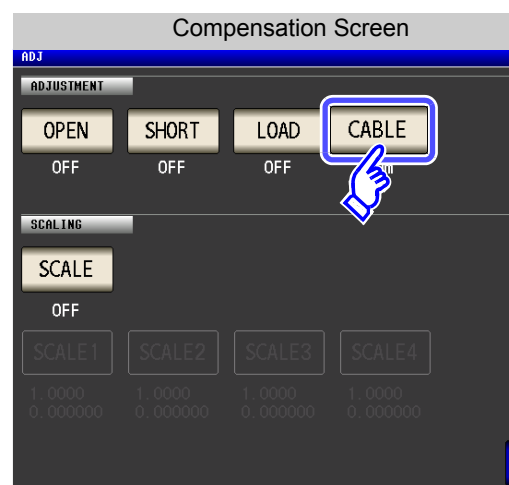 Compensation Screen
ADJ
ADJUSTMENT
OPEN SHORT LOAD CABLE
OFF OFF OFF
SCALING
SCALE
OFF
SCALE1 SCALE2 SCALE3 SCALE4
1.0000 1.0000 1.0000 1.0000
0.000000 0.000000 0.000000 0.000000